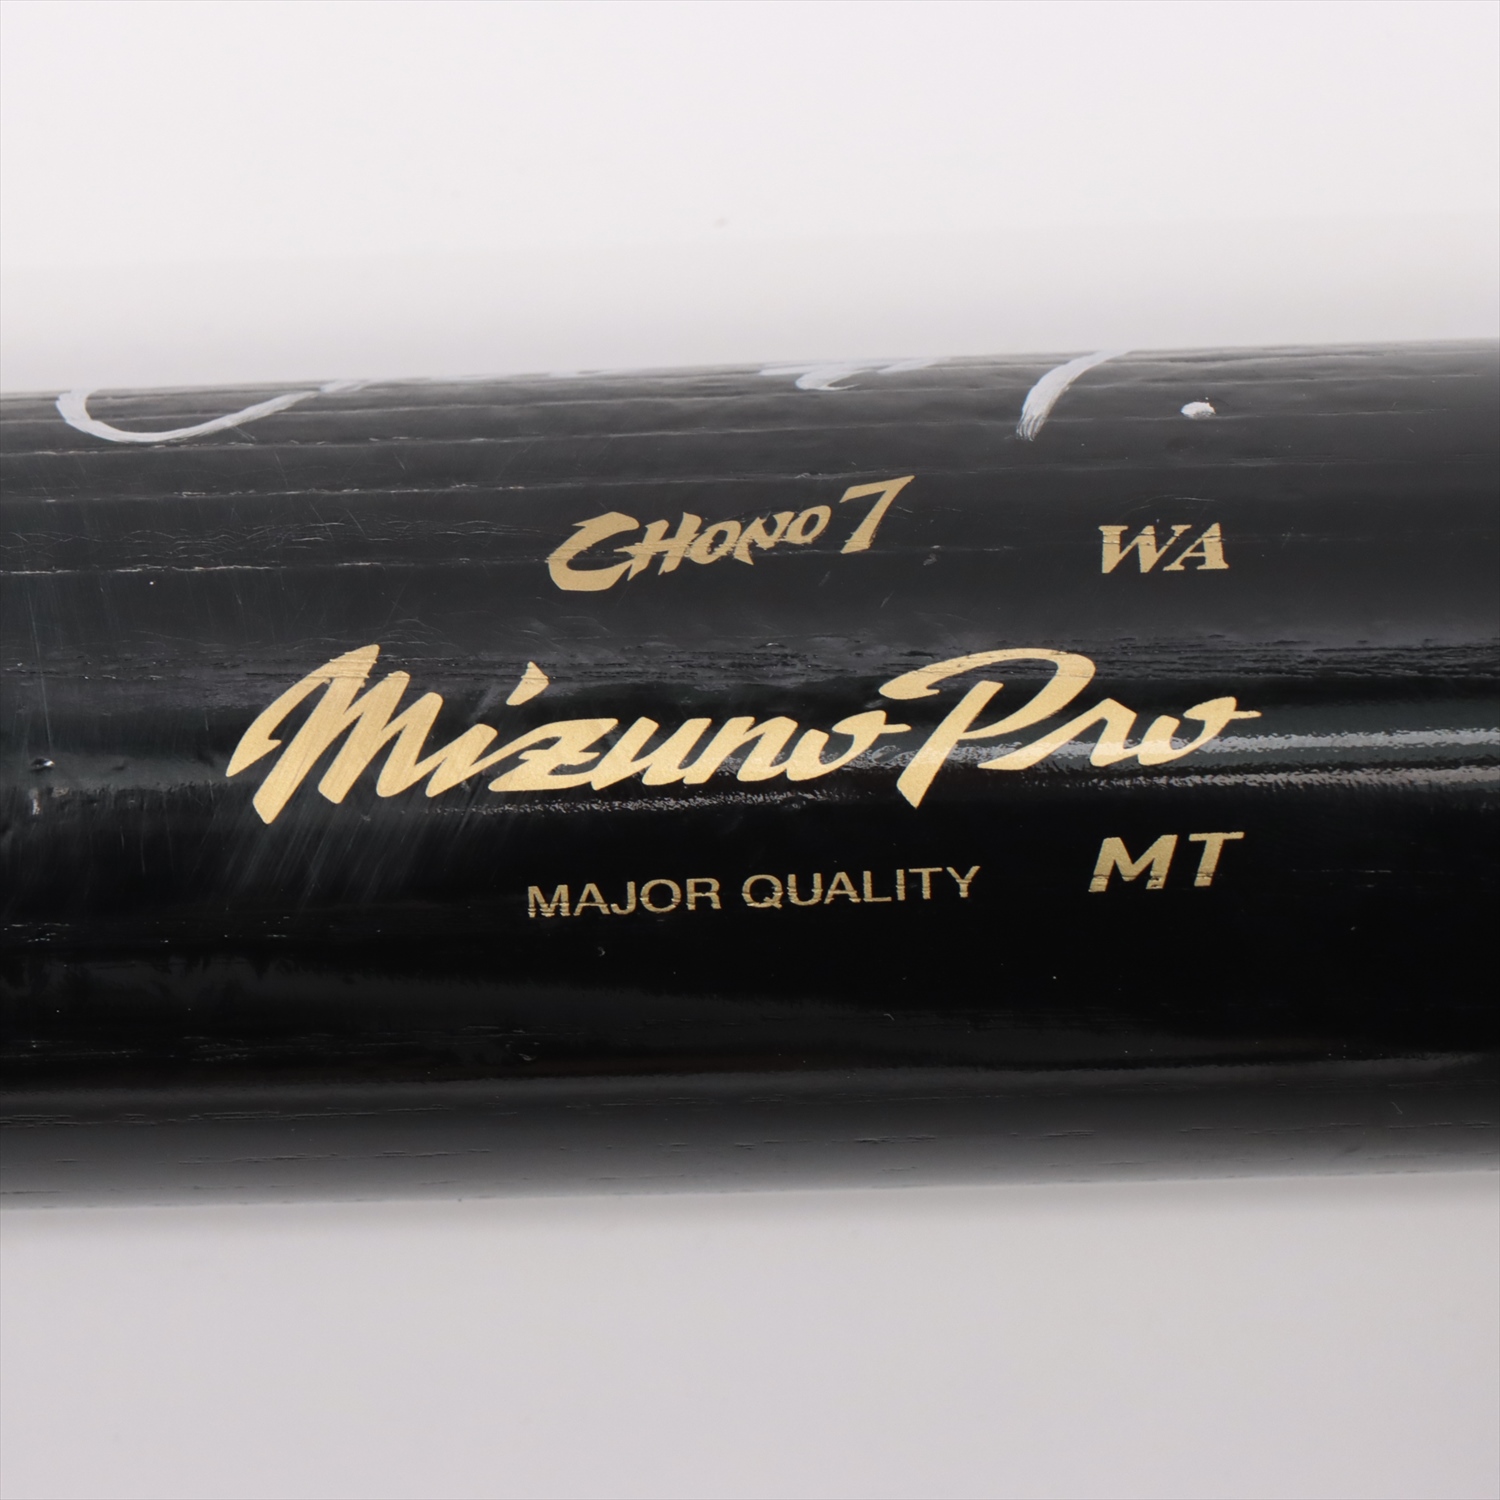 CHONO 7 WA
Mizuno Pro
MAJOR QUALITY MT